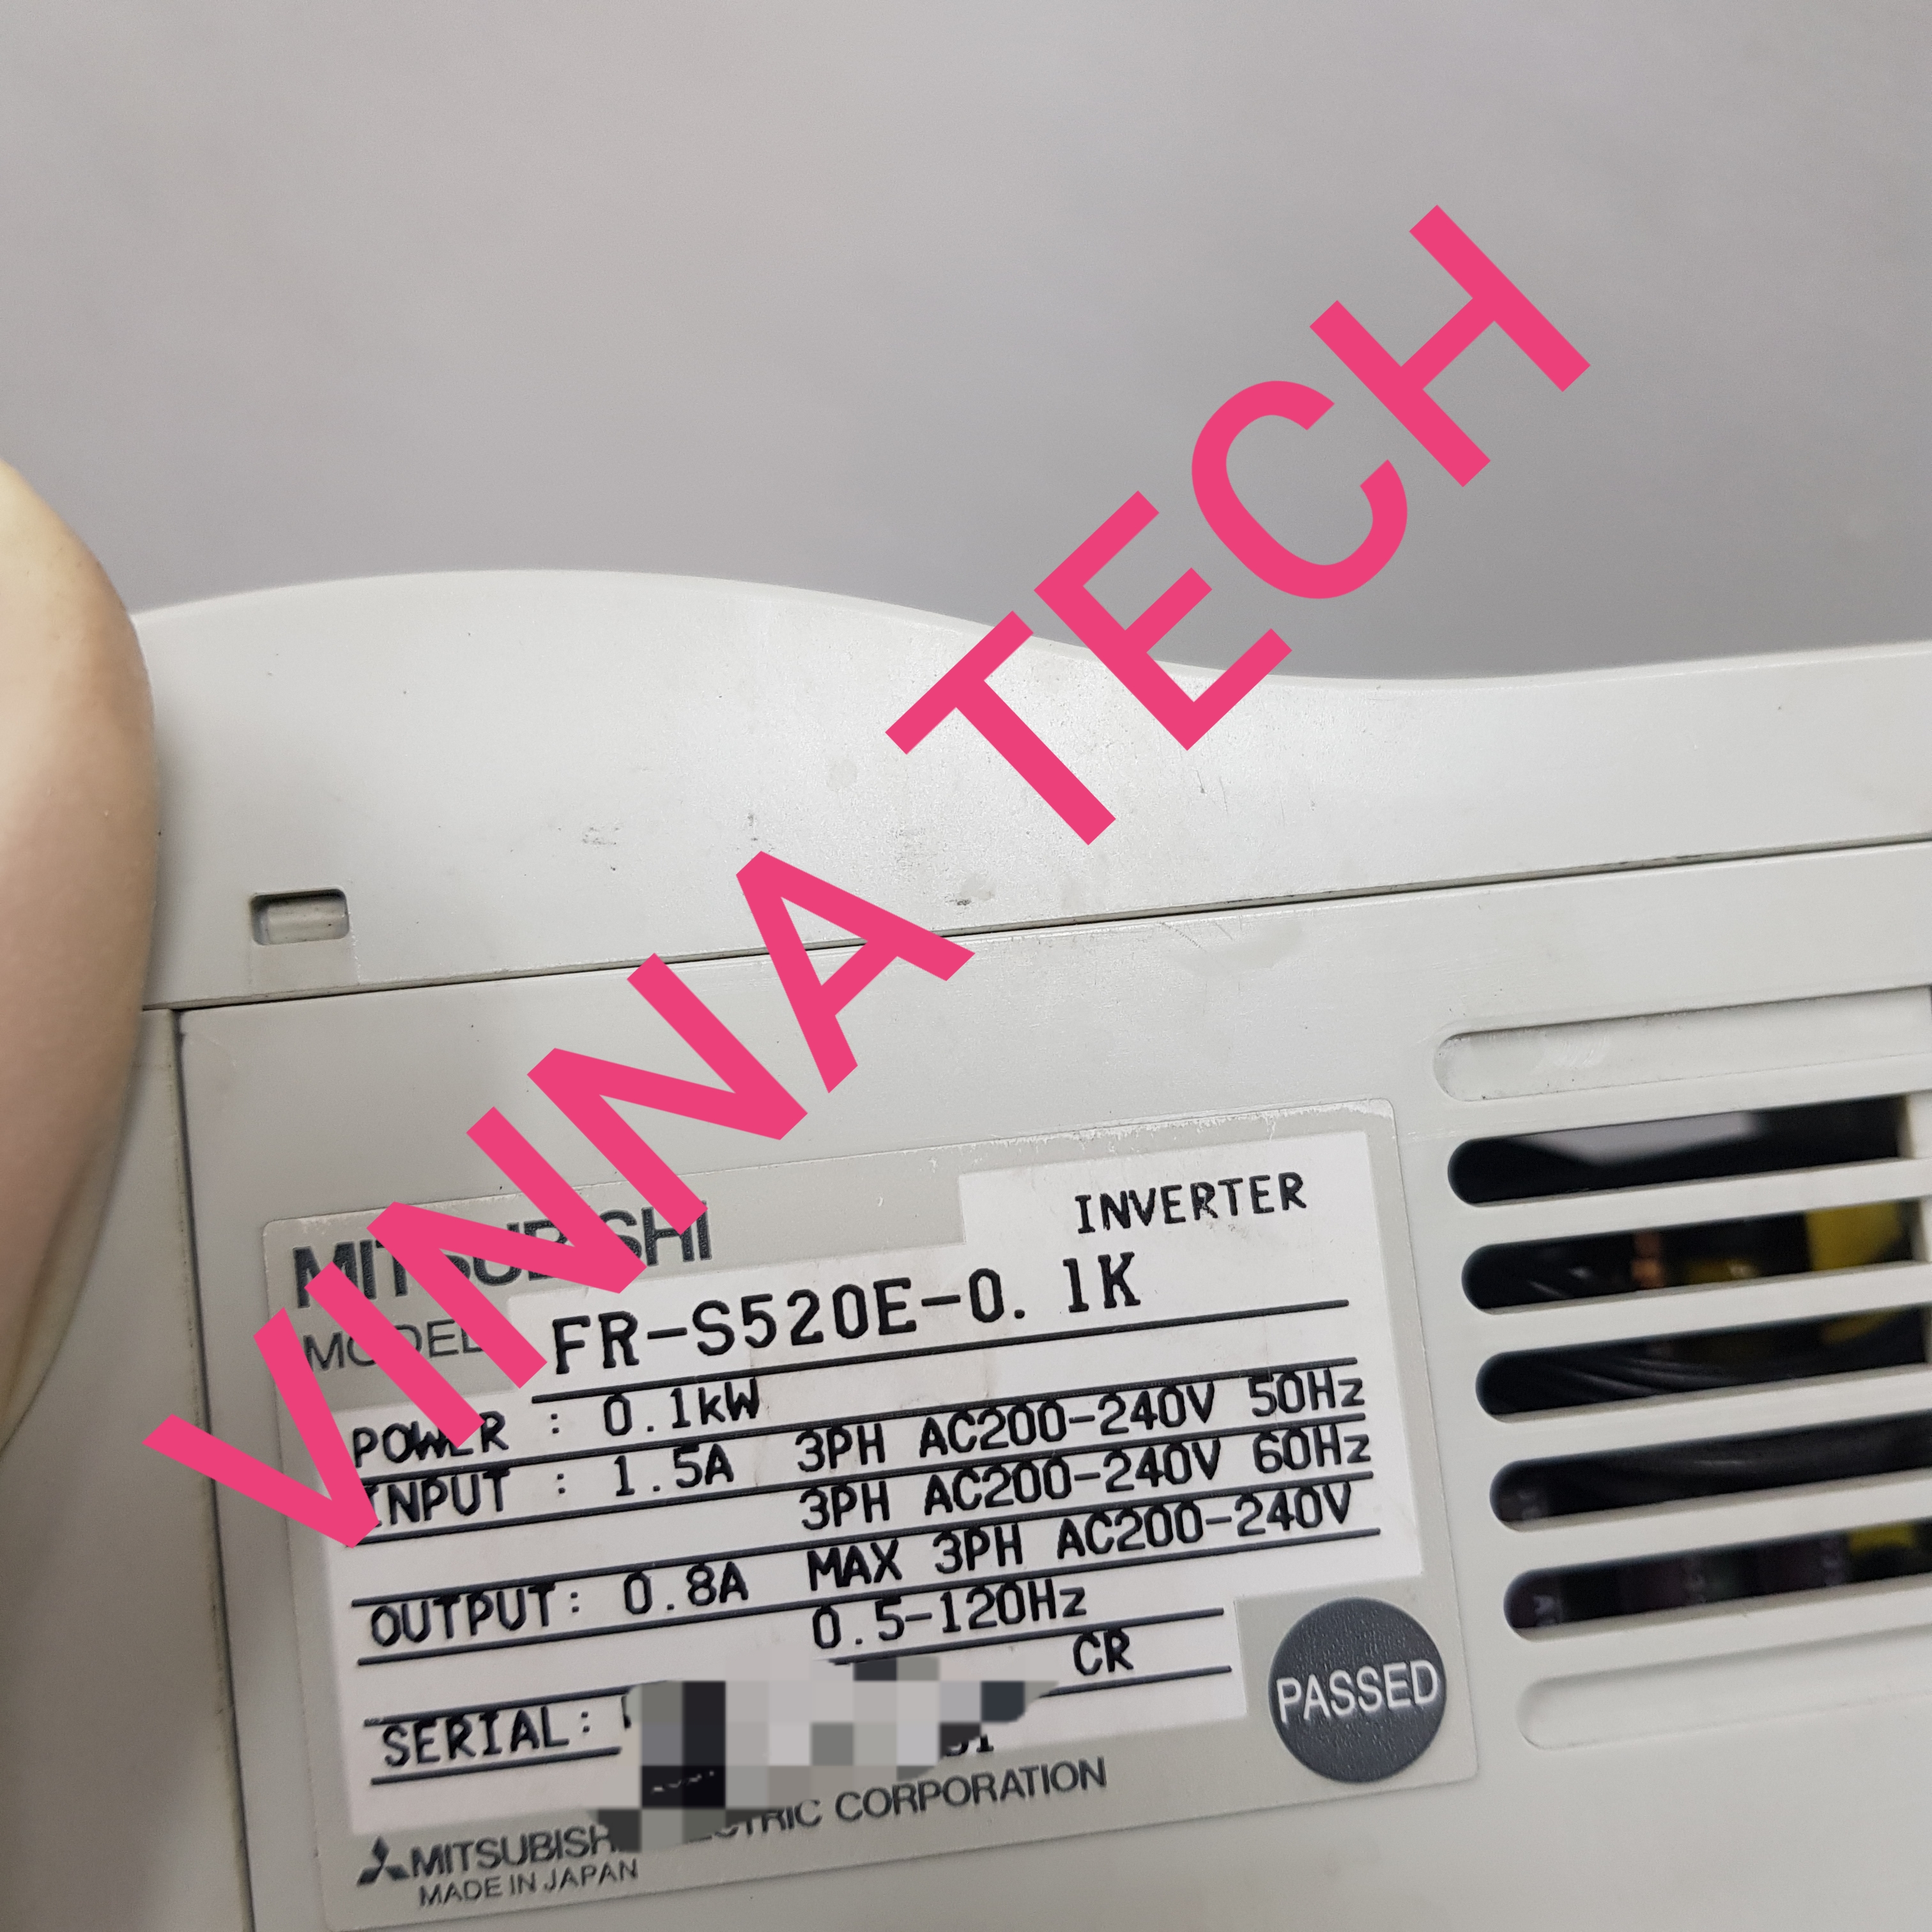 VINNA TECH
MITSUBISHI
INVERTER
MODEL FR-S520E-0.1K
POWER : 0.1kW
INPUT : 1.5A 3PH AC200-240V 50Hz
3PH AC200-240V 60Hz
OUTPUT: 0.8A MAX 3PH AC200-240V
0.5-120Hz
CR
SERIAL:
PASSED
MITSUBISHI CORPORATION
MADE IN JAPAN